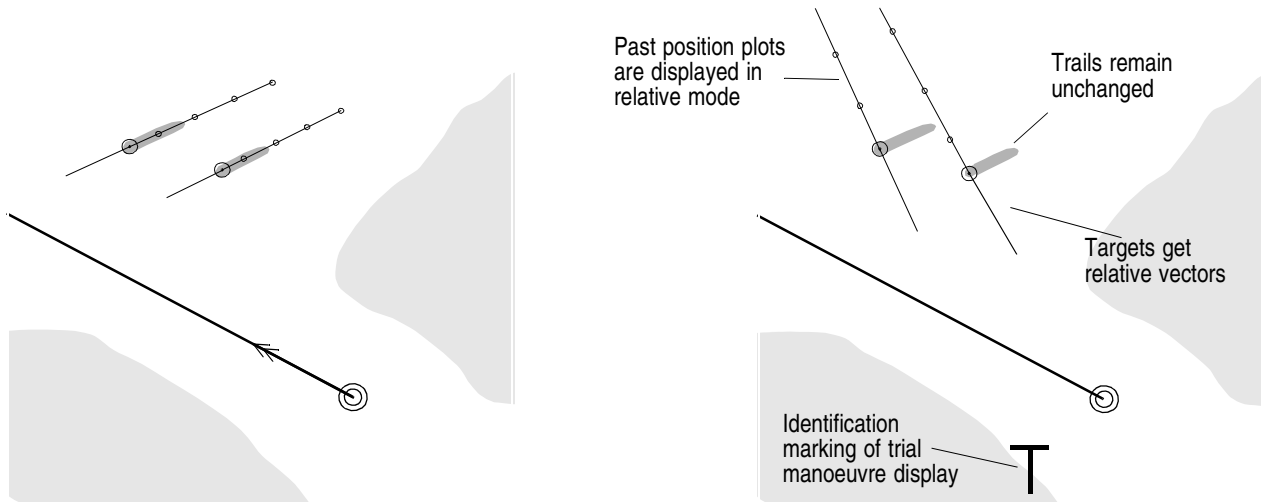 Past position plots
are displayed in
relative mode
Trails remain
unchanged
Targets get
relative vectors
Identification
marking of trial
manoeuvre display
T